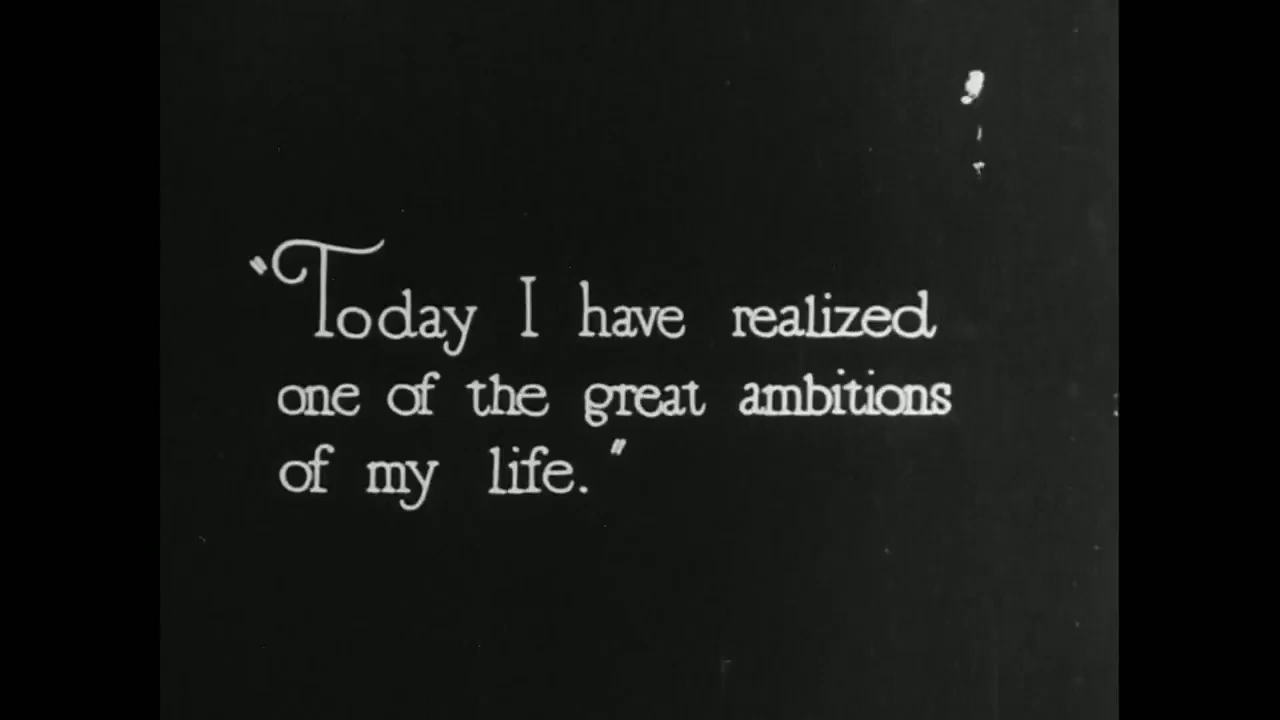 "Today I have realized
one of the great ambitions
of my life."